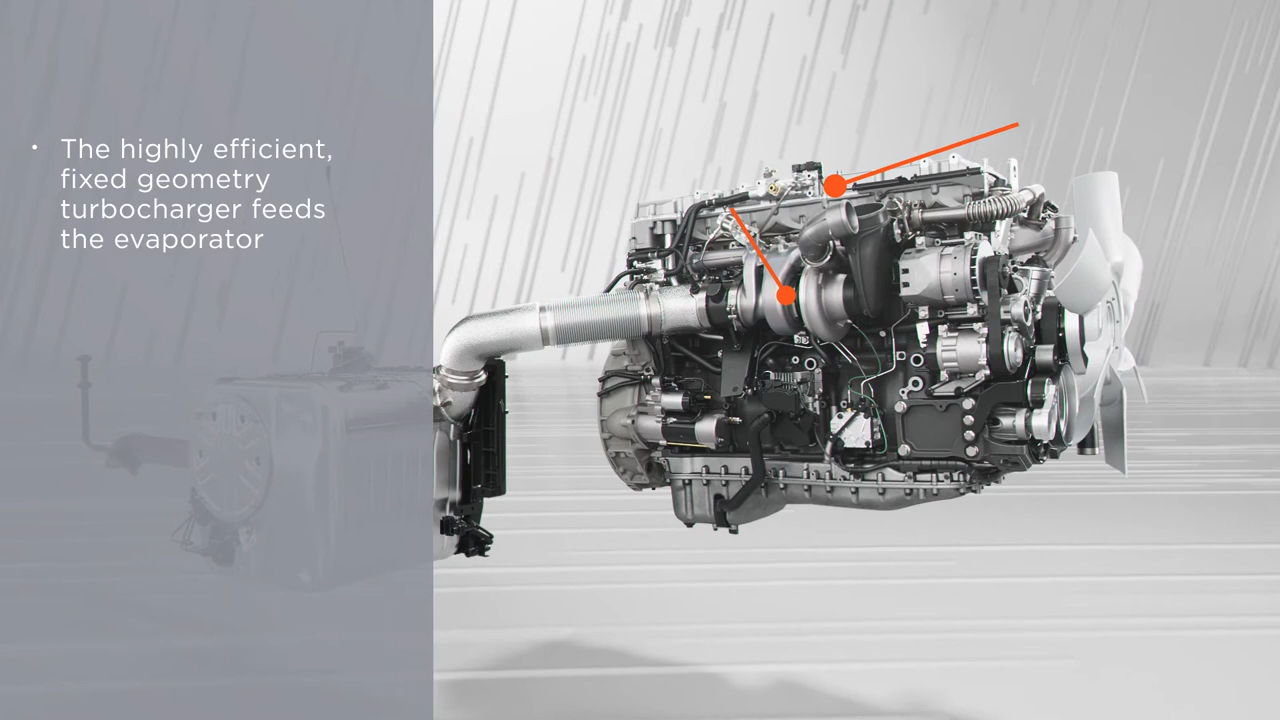 • The highly efficient,
fixed geometry
turbocharger feeds
the evaporator